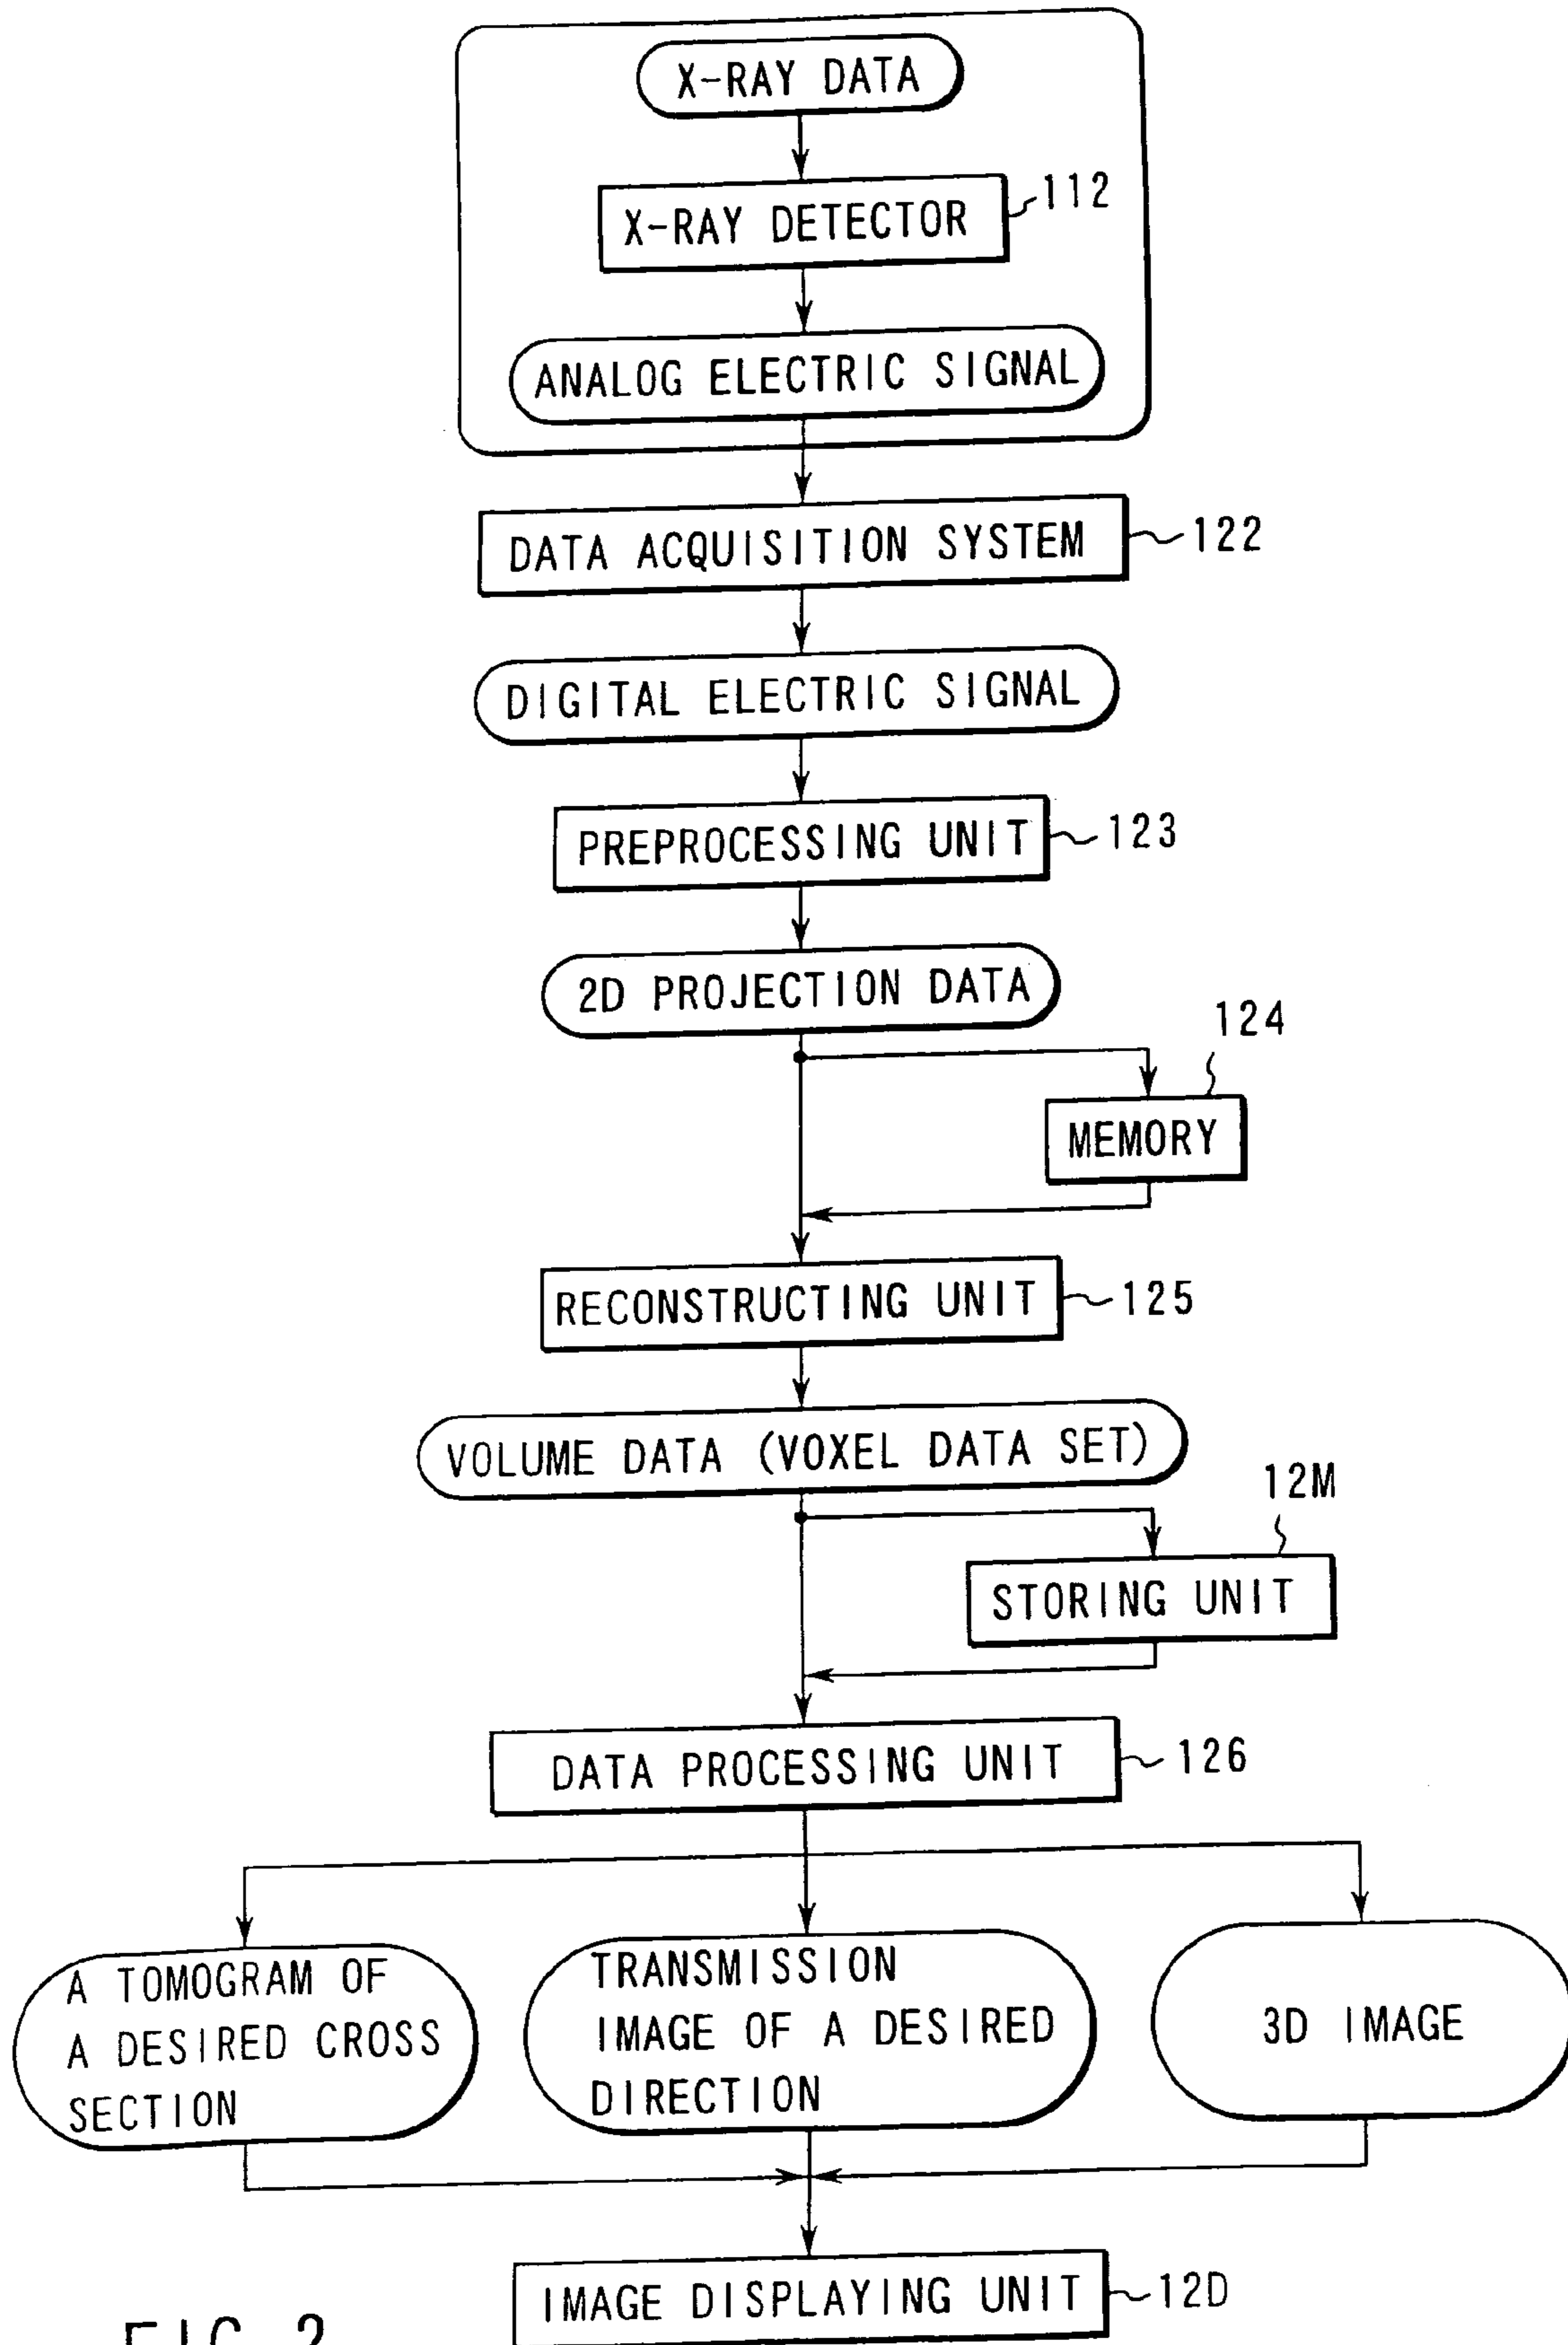 X-RAY DATA
X-RAY DETECTOR
112
ANALOG ELECTRIC SIGNAL
DATA ACQUISITION SYSTEM
122
DIGITAL ELECTRIC SIGNAL
PREPROCESSING UNIT
123
2D PROJECTION DATA
124
MEMORY
RECONSTRUCTING UNIT
125
VOLUME DATA (VOXEL DATA SET)
12M
STORING UNIT
DATA PROCESSING UNIT
126
A TOMOGRAM OF
A DESIRED CROSS
SECTION
TRANSMISSION
IMAGE OF A DESIRED
DIRECTION
3D IMAGE
IMAGE DISPLAYING UNIT
12D
FIG. 2